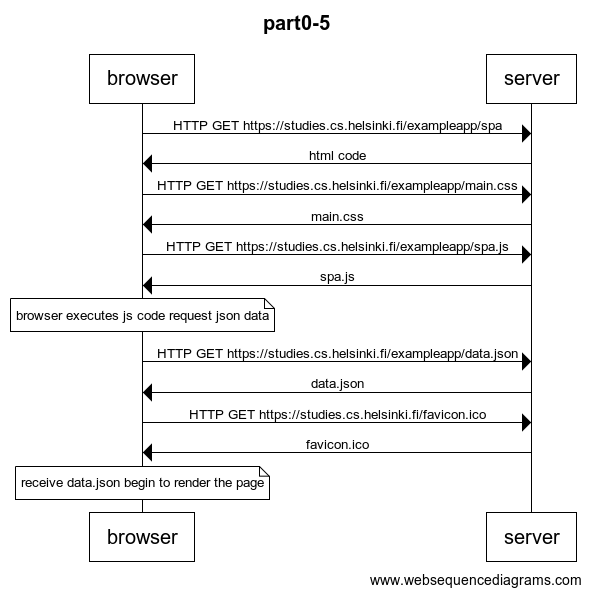 part0-5
browser
server
HTTP GET https://studies.cs.helsinki.fi/exampleapp/spa
html code
HTTP GET https://studies.cs.helsinki.fi/exampleapp/main.css
main.css
HTTP GET https://studies.cs.helsinki.fi/exampleapp/spa.js
spa.js
browser executes js code request json data
HTTP GET https://studies.cs.helsinki.fi/exampleapp/data.json
data.json
HTTP GET https://studies.cs.helsinki.fi/favicon.ico
favicon.ico
receive data.json begin to render the page
browser
server
www.websequencediagrams.com